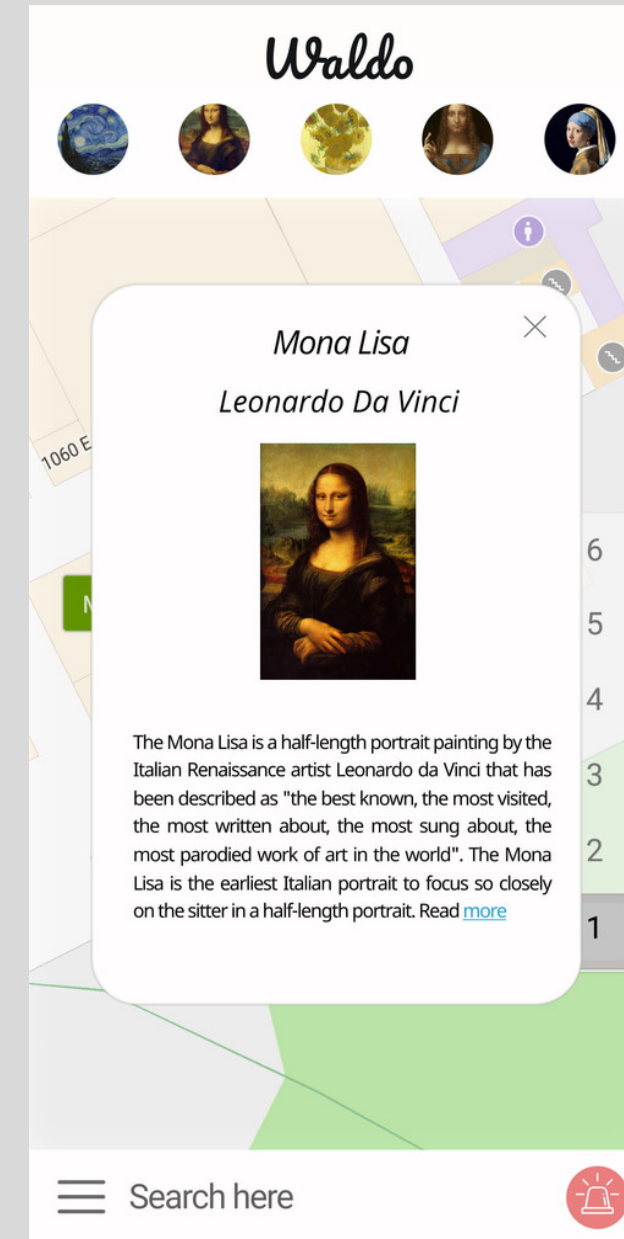 Waldo
Mona Lisa
Leonardo Da Vinci
1060 E
6
5
4
3
2
1
The Mona Lisa is a half-length portrait painting by the
Italian Renaissance artist Leonardo da Vinci that has
been described as "the best known, the most visited,
the most written about, the most sung about, the
most parodied work of art in the world". The Mona
Lisa is the earliest Italian portrait to focus so closely
on the sitter in a half-length portrait. Read more
Search here